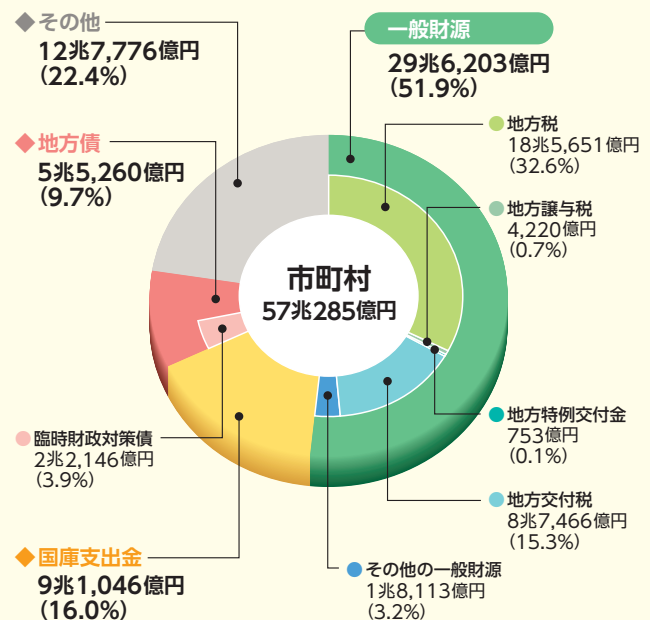 その他
12兆7,776億円
(22.4%)
地方債
5兆5,260億円
(9.7%)
臨時財政対策債
2兆2,146億円
(3.9%)
国庫支出金
9兆1,046億円
(16.0%)
市町村
57兆285億円
一般財源
29兆6,203億円
(51.9%)
地方税
18兆5,651億円
(32.6%)
地方譲与税
4,220億円
(0.7%)
地方特例交付金
753億円
(0.1%)
地方交付税
8兆7,466億円
(15.3%)
その他の一般財源
1兆8,113億円
(3.2%)